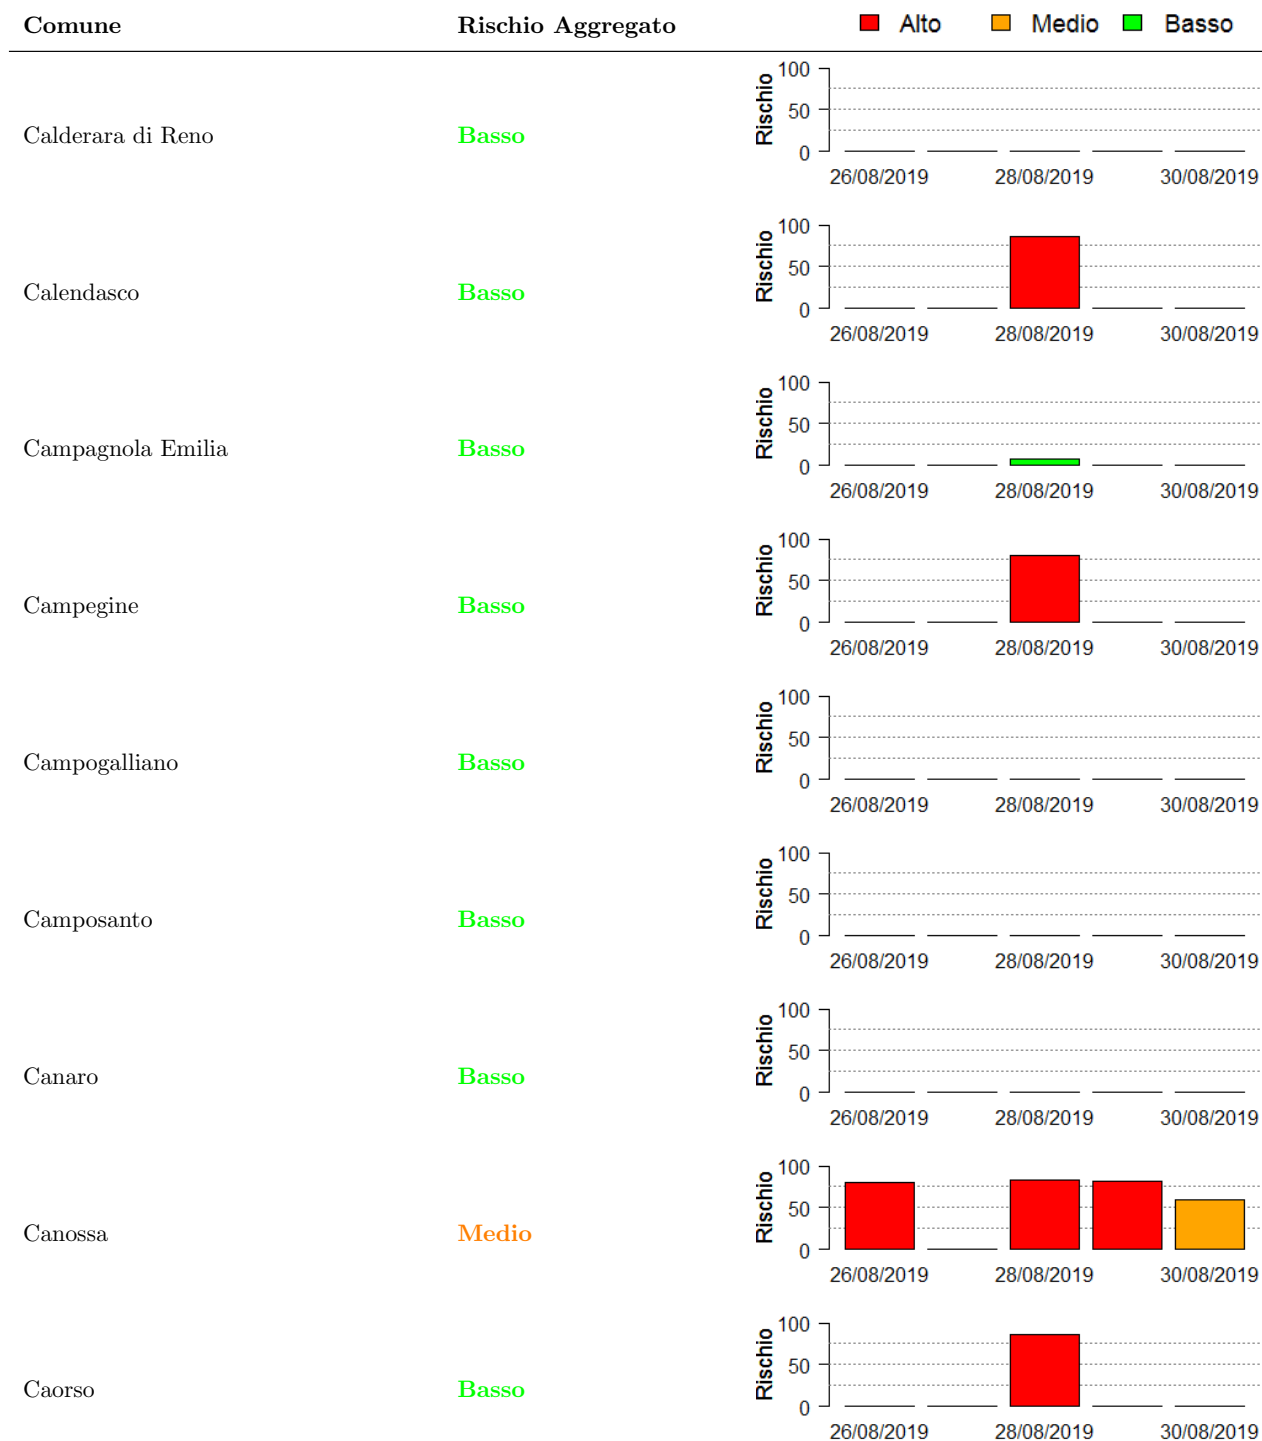 Comune Rischio Aggregato Alto Medio Basso
Calderara di Reno Basso
Rischio
100
50
0
26/08/2019 28/08/2019 30/08/2019
Calendasco Basso
Rischio
100
50
0
26/08/2019 28/08/2019 30/08/2019
Campagnola Emilia Basso
Rischio
100
50
0
26/08/2019 28/08/2019 30/08/2019
Campegine Basso
Rischio
100
50
0
26/08/2019 28/08/2019 30/08/2019
Campogalliano Basso
Rischio
100
50
0
26/08/2019 28/08/2019 30/08/2019
Camposanto Basso
Rischio
100
50
0
26/08/2019 28/08/2019 30/08/2019
Canaro Basso
Rischio
100
50
0
26/08/2019 28/08/2019 30/08/2019
Canossa Medio
Rischio
100
50
0
26/08/2019 28/08/2019 30/08/2019
Caorso Basso
Rischio
100
50
0
26/08/2019 28/08/2019 30/08/2019